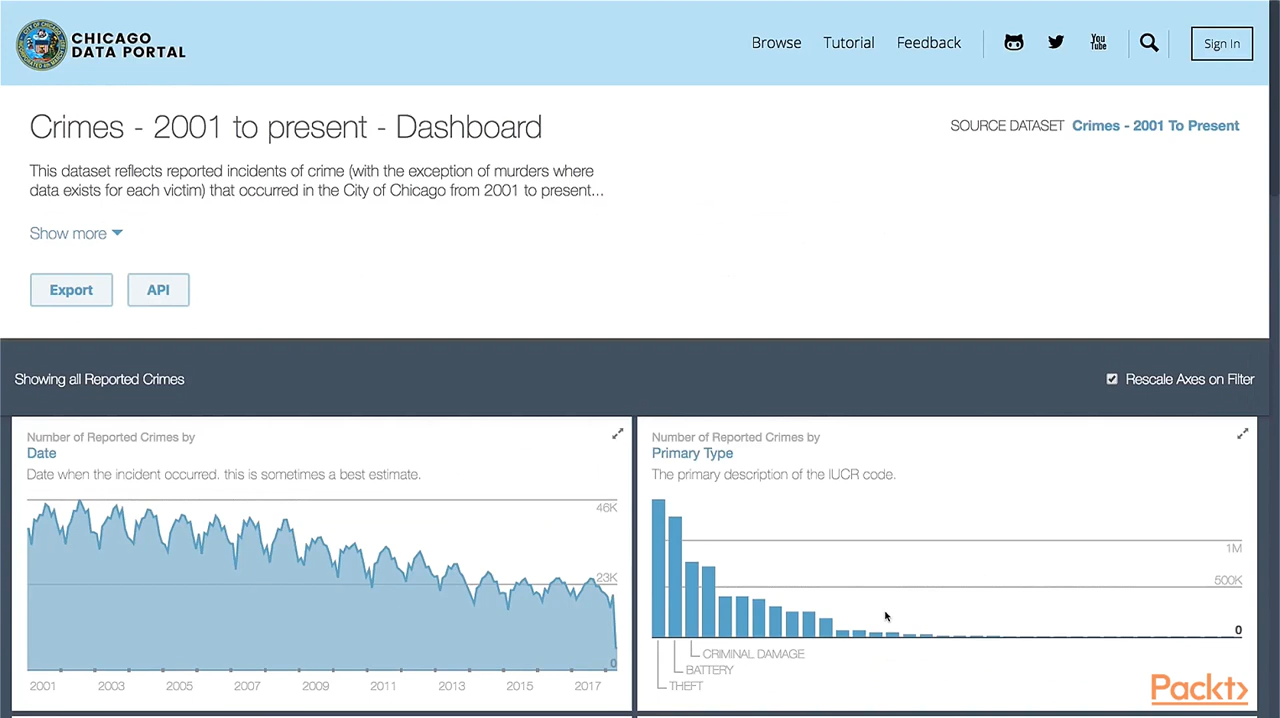 CHICAGO
DATA PORTAL
Browse Tutorial Feedback You Tube Sign In
Crimes - 2001 to present - Dashboard
SOURCE DATASET Crimes - 2001 To Present
This dataset reflects reported incidents of crime (with the exception of murders where
data exists for each victim) that occurred in the City of Chicago from 2001 to present...
Show more
Export API
Showing all Reported Crimes
Rescale Axes on Filter
Number of Reported Crimes by
Date
Date when the incident occurred. this is sometimes a best estimate.
46K
23K
0
2001 2003 2005 2007 2009 2011 2013 2015 2017
Number of Reported Crimes by
Primary Type
The primary description of the IUCR code.
1M
500K
0
CRIMINAL DAMAGE
BATTERY
THEFT
Packt>